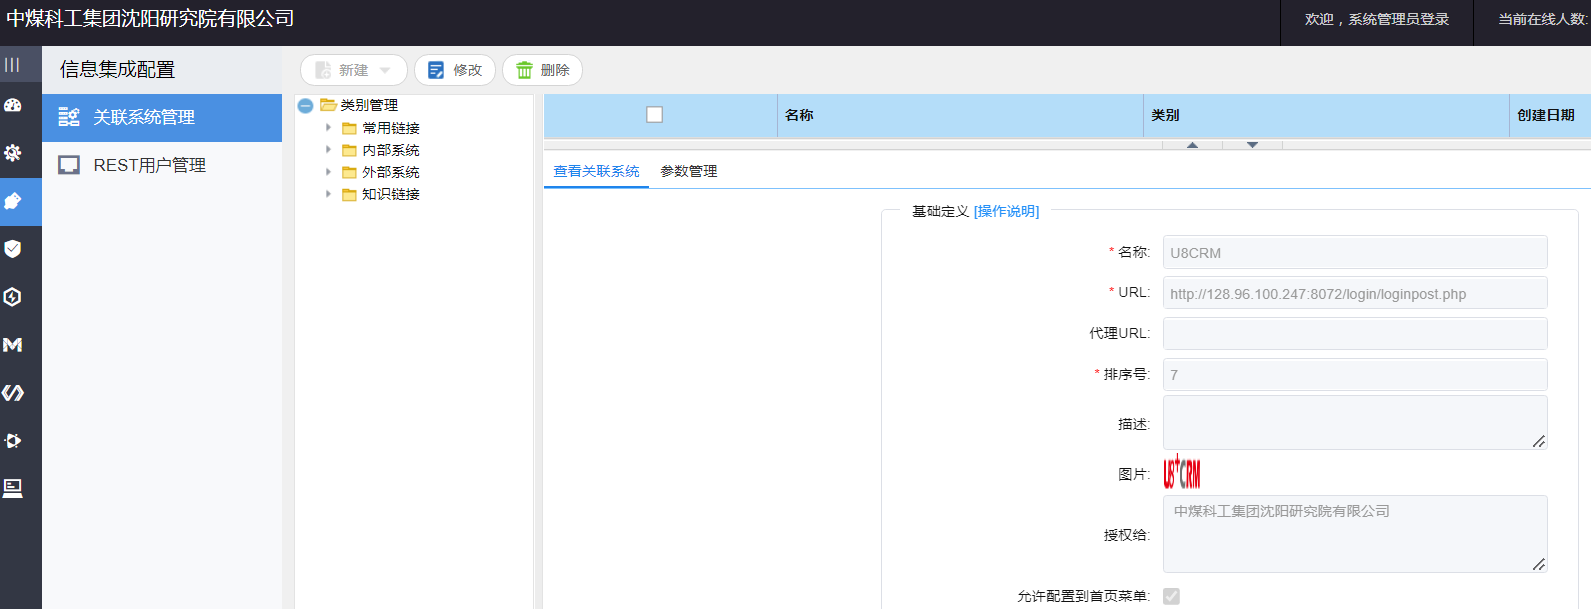 中煤科工集团沈阳研究院有限公司
欢迎，系统管理员登录
当前在线人数:
信息集成配置
新建
修改
删除
关联系统管理
REST用户管理
类别管理
常用链接
内部系统
外部系统
知识链接
名称
类别
创建日期
查看关联系统
参数管理
基础定义 [操作说明]
* 名称:
U8CRM
* URL:
http://128.96.100.247:8072/login/loginpost.php
代理URL:
* 排序号:
7
描述:
图片:
U8+CRM
授权给:
中煤科工集团沈阳研究院有限公司
允许配置到首页菜单: